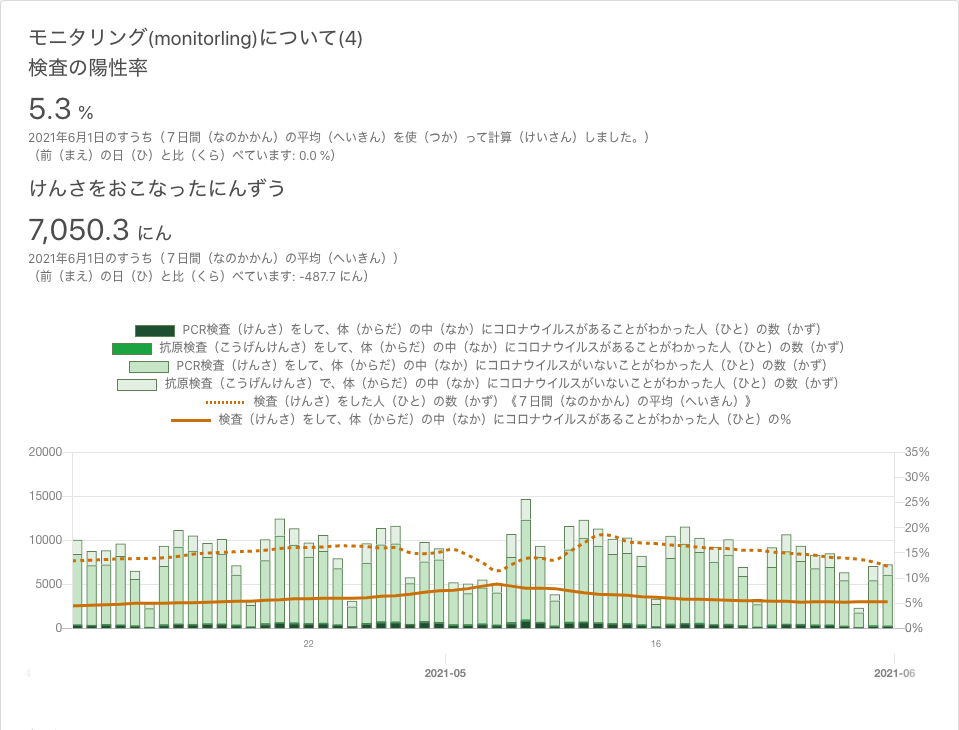 モニタリング(monitorling)について(4)
検査の陽性率
5.3 %
2021年6月1日のすうち（７日間（なのかかん）の平均（へいきん）を使（つか）って計算（けいさん）しました。）
（前（まえ）の日（ひ）と比（くら）べています: 0.0 %）
けんさをおこなったにんずう
7,050.3 にん
2021年6月1日のすうち（７日間（なのかかん）の平均（へいきん））
（前（まえ）の日（ひ）と比（くら）べています: -487.7 にん）
PCR検査（けんさ）をして、体（からだ）の中（なか）にコロナウイルスがあることがわかった人（ひと）の数（かず）
抗原検査（こうげんけんさ）をして、体（からだ）の中（なか）にコロナウイルスがあることがわかった人（ひと）の数（かず）
PCR検査（けんさ）をして、体（からだ）の中（なか）にコロナウイルスがいないことがわかった人（ひと）の数（かず）
抗原検査（こうげんけんさ）で、体（からだ）の中（なか）にコロナウイルスがいないことがわかった人（ひと）の数（かず）
検査（けんさ）をした人（ひと）の数（かず）《７日間（なのかかん）の平均（へいきん）》
検査（けんさ）をして、体（からだ）の中（なか）にコロナウイルスがあることがわかった人（ひと）の%
20000 35%
30%
15000 25%
20%
10000 15%
10%
5000 5%
0 0%
22 16
4 2021-05 2021-06